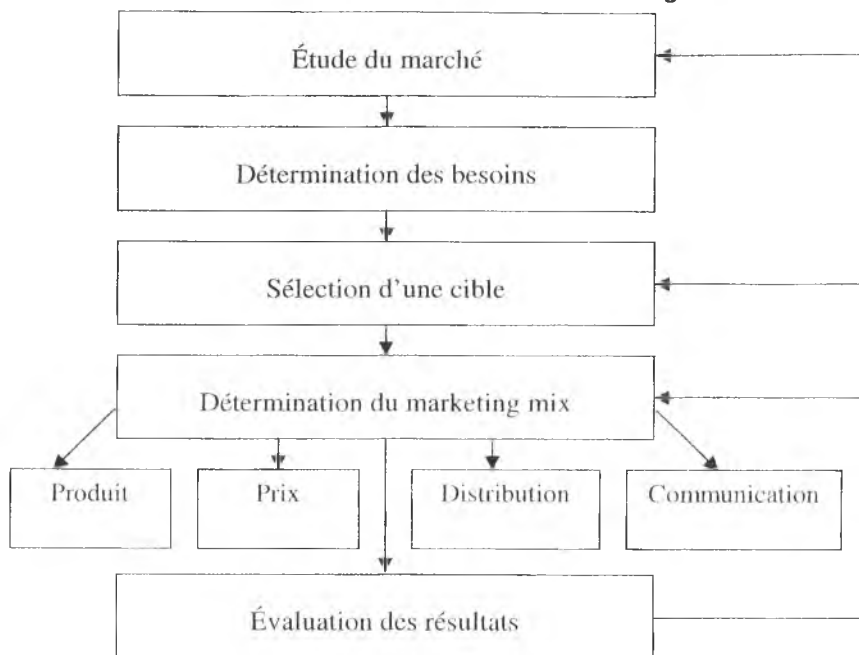 Étude du marché
Détermination des besoins
Sélection d'une cible
Détermination du marketing mix
Produit
Prix
Distribution
Communication
Évaluation des résultats